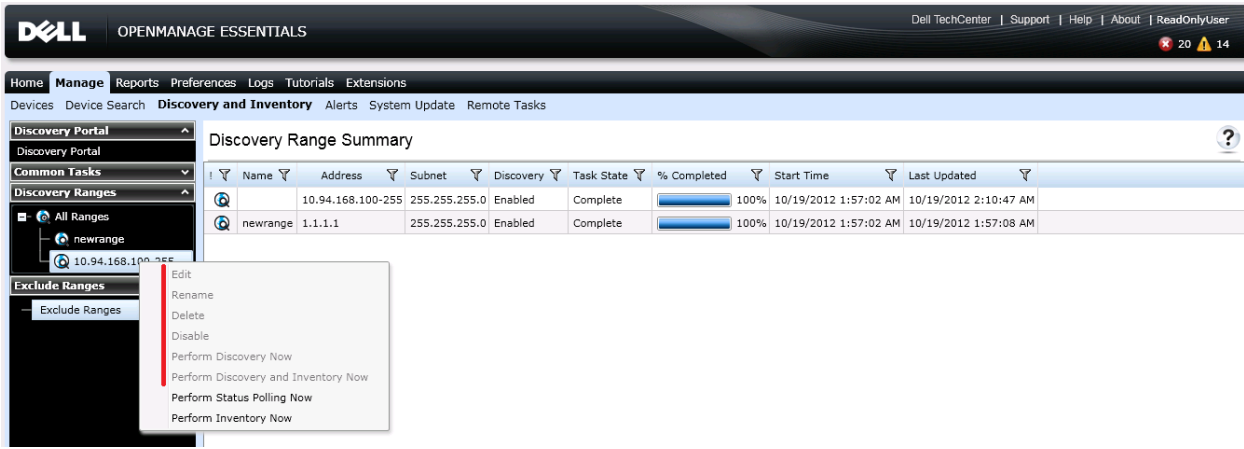 DELL OPENMANAGE ESSENTIALS
Dell TechCenter | Support | Help | About | ReadOnlyUser
20 14
Home Manage Reports Preferences Logs Tutorials Extensions
Devices Device Search Discovery and Inventory Alerts System Update Remote Tasks
Discovery Portal
Discovery Portal
Common Tasks
Discovery Ranges
All Ranges
newrange
10.94.168.100-255
Exclude Ranges
Exclude Ranges
Edit
Rename
Delete
Disable
Perform Discovery Now
Perform Discovery and Inventory Now
Perform Status Polling Now
Perform Inventory Now
Discovery Range Summary
?
! Name Address Subnet Discovery Task State % Completed Start Time Last Updated
10.94.168.100-255 255.255.255.0 Enabled Complete 100% 10/19/2012 1:57:02 AM 10/19/2012 2:10:47 AM
newrange 1.1.1.1 255.255.255.0 Enabled Complete 100% 10/19/2012 1:57:02 AM 10/19/2012 1:57:08 AM